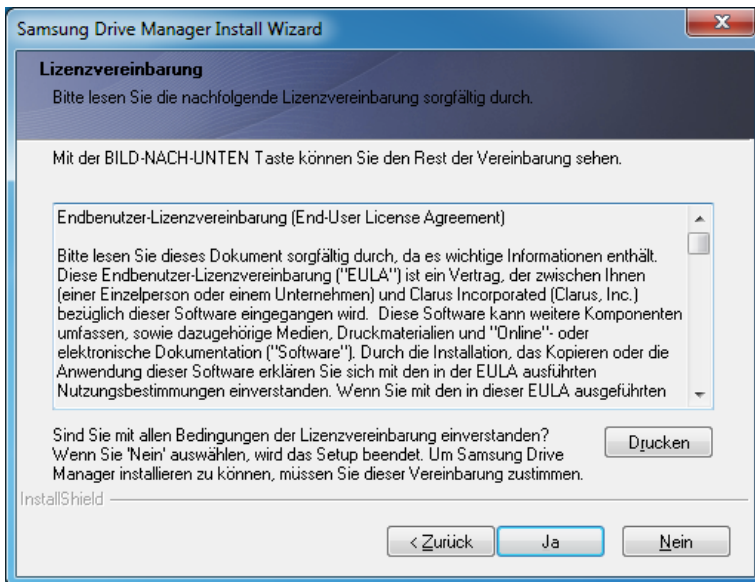 Samsung Drive Manager Install Wizard
Lizenzvereinbarung
Bitte lesen Sie die nachfolgende Lizenzvereinbarung sorgfältig durch.
Mit der BILD-NACH-UNTEN Taste können Sie den Rest der Vereinbarung sehen.
Endbenutzer-Lizenzvereinbarung (End-User License Agreement)
Bitte lesen Sie dieses Dokument sorgfältig durch, da es wichtige Informationen enthält.
Diese Endbenutzer-Lizenzvereinbarung ("EULA") ist ein Vertrag, der zwischen Ihnen
(einer Einzelperson oder einem Unternehmen) und Clarus Incorporated (Clarus, Inc.)
bezüglich dieser Software eingegangen wird.  Diese Software kann weitere Komponenten
umfassen, sowie dazugehörige Medien, Druckmaterialien und "Online"- oder
elektronische Dokumentation ("Software"). Durch die Installation, das Kopieren oder die
Anwendung dieser Software erklären Sie sich mit den in der EULA ausführten
Nutzungsbestimmungen einverstanden. Wenn Sie mit den in dieser EULA ausgeführten
Sind Sie mit allen Bedingungen der Lizenzvereinbarung einverstanden?
Wenn Sie 'Nein' auswählen, wird das Setup beendet. Um Samsung Drive
Manager installieren zu können, müssen Sie dieser Vereinbarung zustimmen.
Drucken
InstallShield
< Zurück
Ja
Nein